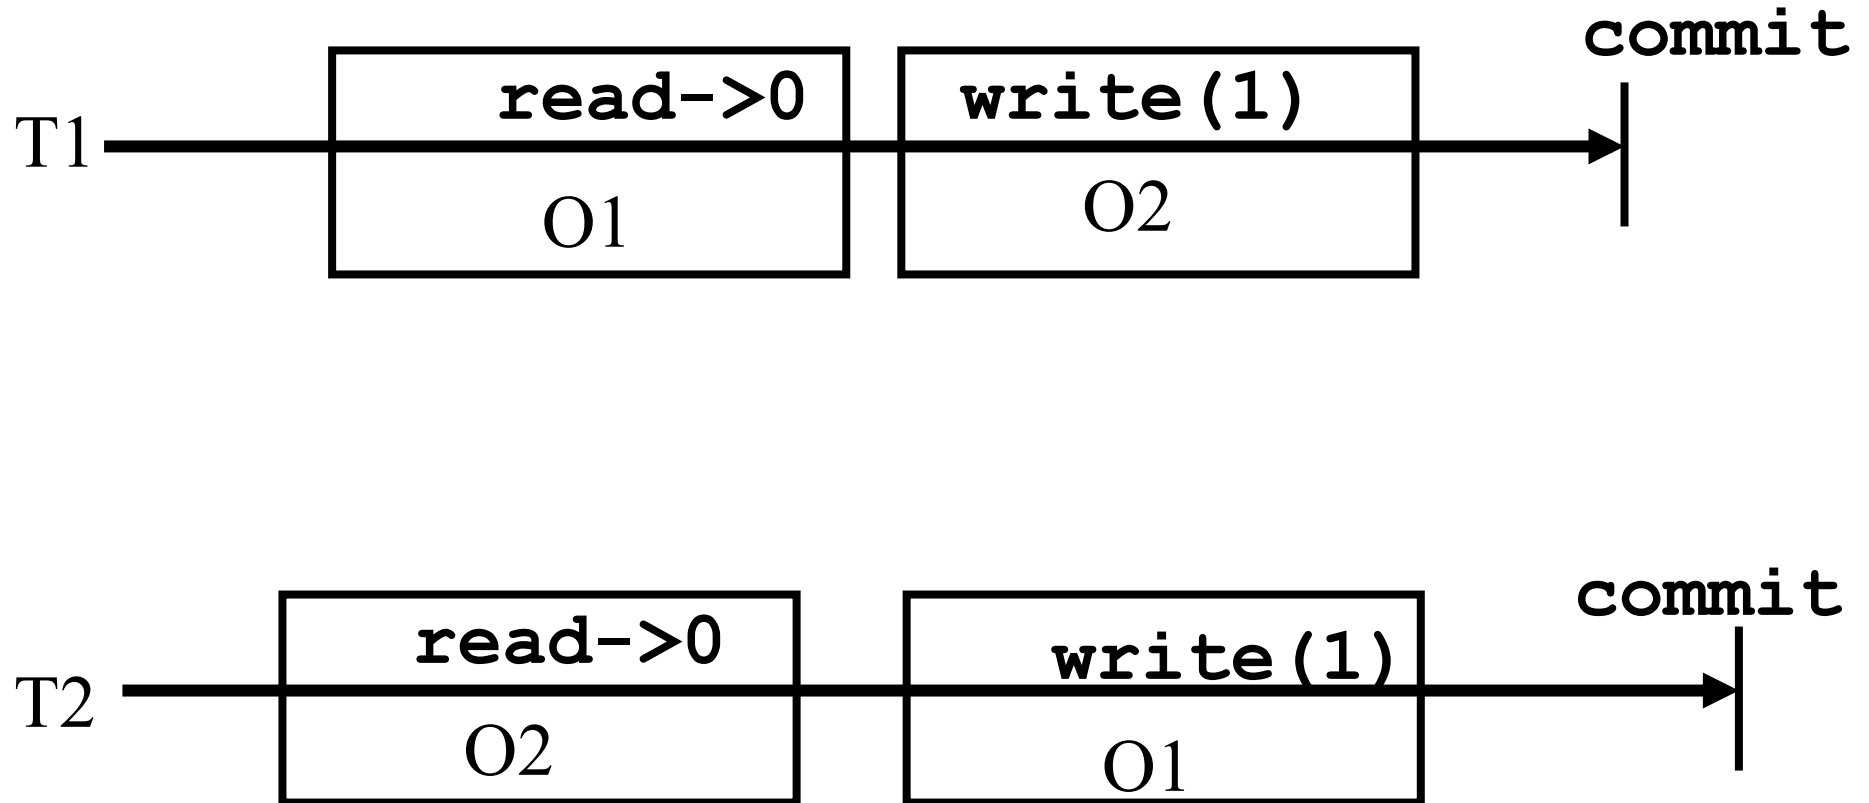 commit
read->0
write(1)
T1
O1
O2
commit
read->0
write(1)
T2
O2
O1